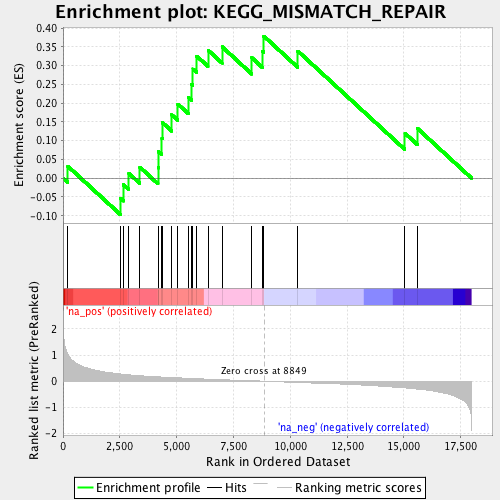 Enrichment plot: KEGG_MISMATCH_REPAIR
Enrichment score (ES)
0.40
0.35
0.30
0.25
0.20
0.15
0.10
0.05
0.00
-0.05
-0.10
'na_pos' (positively correlated)
Ranked list metric (PreRanked)
2
1
0
-1
-2
Zero cross at 8849
'na_neg' (negatively correlated)
0 2,500 5,000 7,500 10,000 12,500 15,000 17,500
Rank in Ordered Dataset
Enrichment profile Hits Ranking metric scores